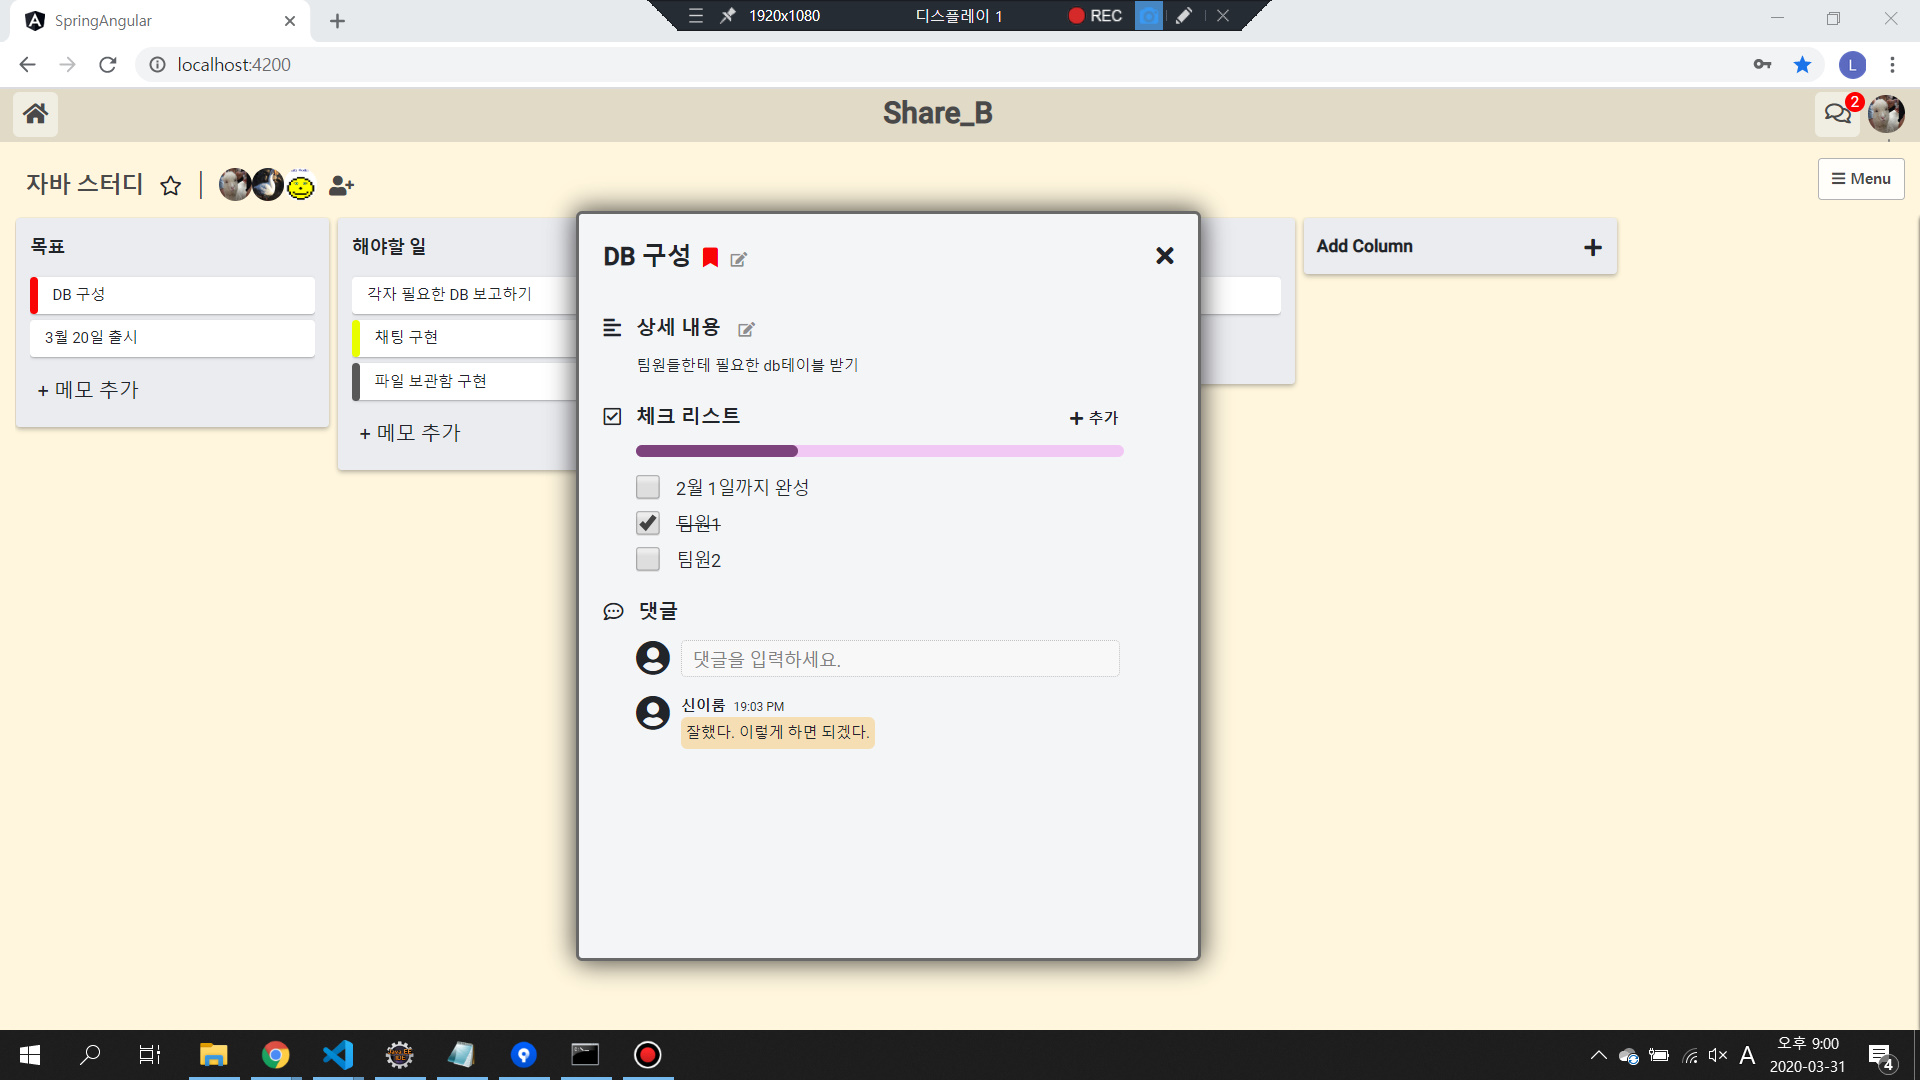 SpringAngular
1920x1080
디스플레이 1
REC
localhost:4200
L
Share_B
2
자바 스터디
Menu
목표
DB 구성
3월 20일 출시
+ 메모 추가
해야할 일
각자 필요한 DB 보고하기
채팅 구현
파일 보관함 구현
+ 메모 추가
DB 구성
상세 내용
팀원들한테 필요한 db테이블 받기
체크 리스트
추가
2월 1일까지 완성
팀원1
팀원2
댓글
댓글을 입력하세요.
신이룸 19:03 PM
잘했다. 이렇게 하면 되겠다.
Add Column
A
오후 9:00
2020-03-31
4